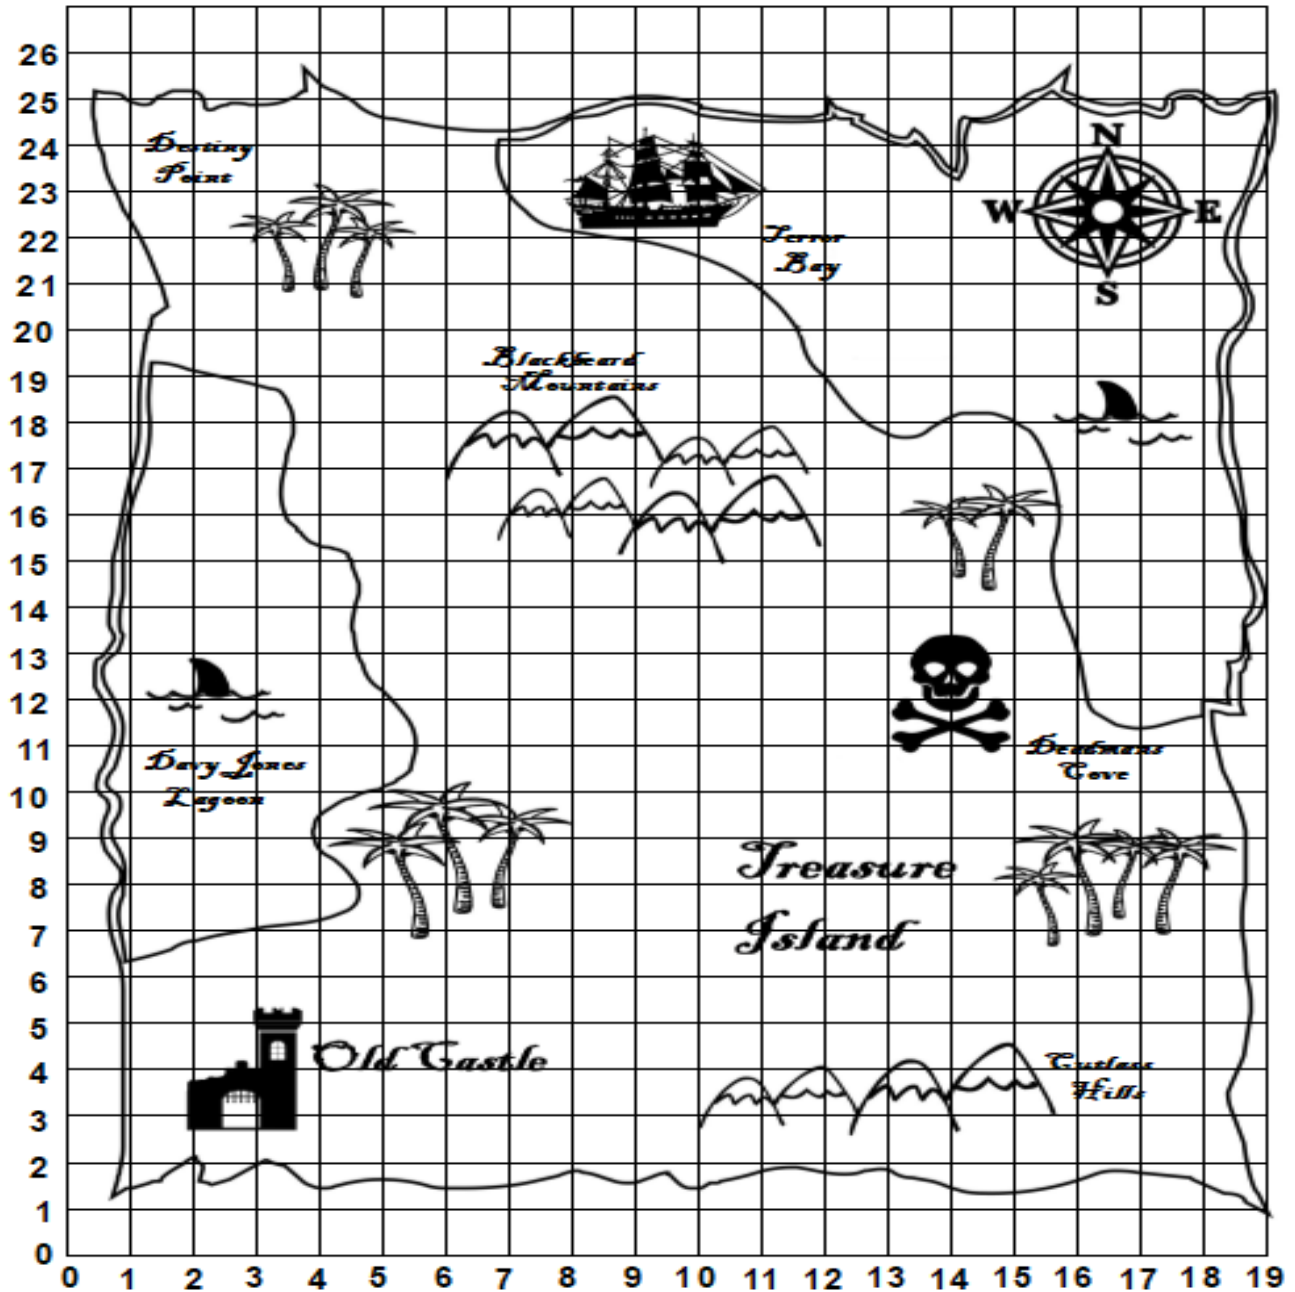 26
25
24
23
22
21
20
19
18
17
16
15
14
13
12
11
10
9
8
7
6
5
4
3
2
1
0
0 1 2 3 4 5 6 7 8 9 10 11 12 13 14 15 16 17 18 19
Destiny
Point
N
W E
S
Terror
Bay
Blackbeard
Mountains
Davy Jones
Lagoon
Deadmans
Cove
Treasure
Island
Old Castle
Cutlass
Hills